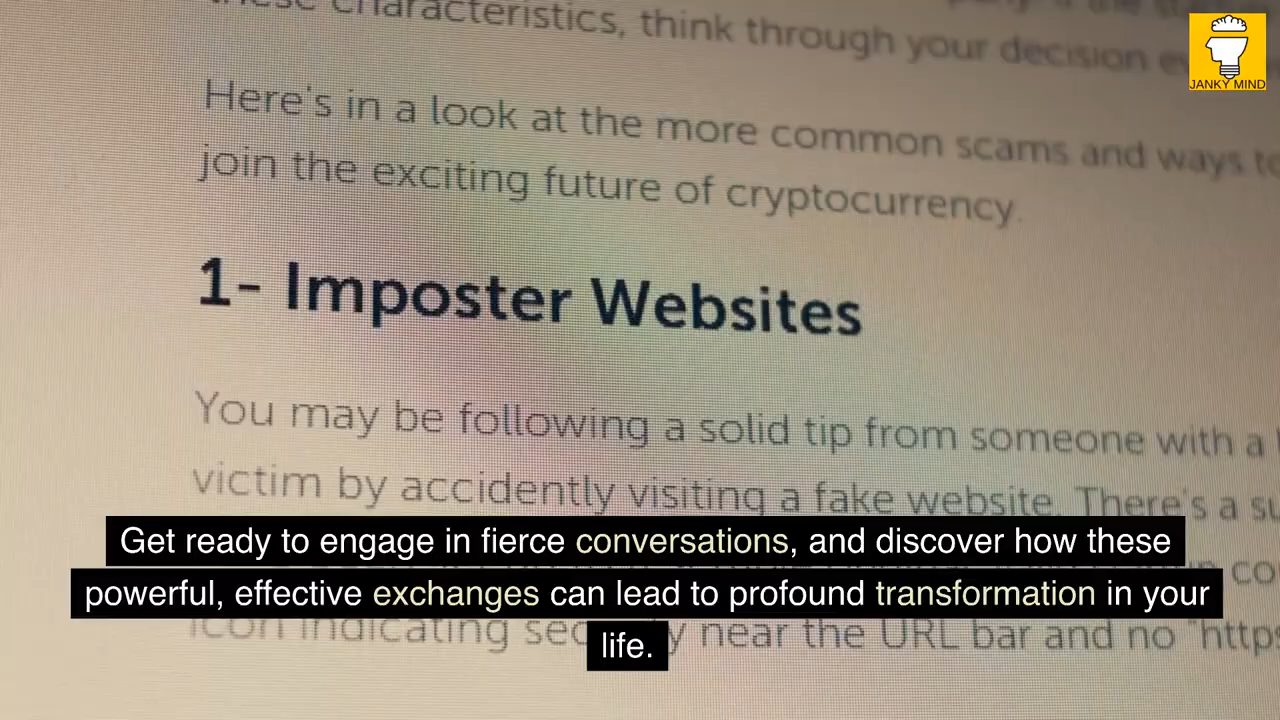 characteristics, think through your decision
JANKY MIND
Here's in a look at the more common scams and ways to
join the exciting future of cryptocurrency.
1- Imposter Websites
You may be following a solid tip from someone with a
victim by accidently visiting a fake website. There's a
Get ready to engage in fierce conversations, and discover how these
powerful, effective exchanges can lead to profound transformation in your
life.
icon indicating near the URL bar and no "http